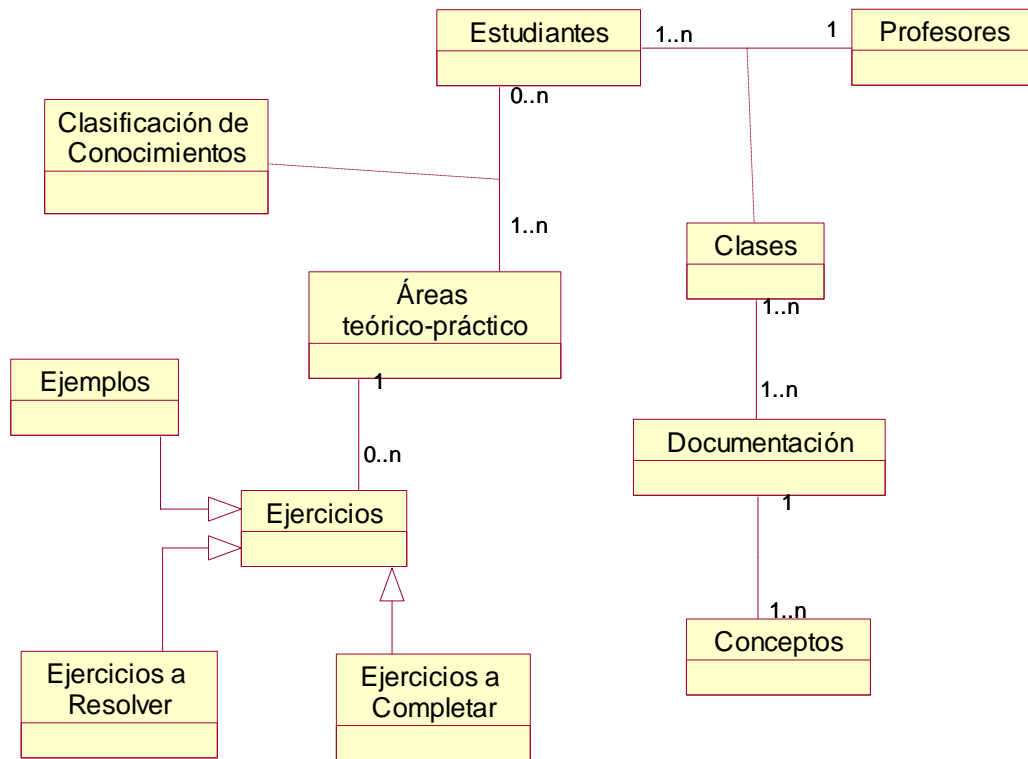 Estudiantes
1..n
1
Profesores
0..n
Clasificación de
Conocimientos
1..n
Clases
1..n
Áreas
teórico-práctico
1
Ejemplos
1..n
Documentación
0..n
1
Ejercicios
1..n
Conceptos
Ejercicios a
Resolver
Ejercicios a
Completar